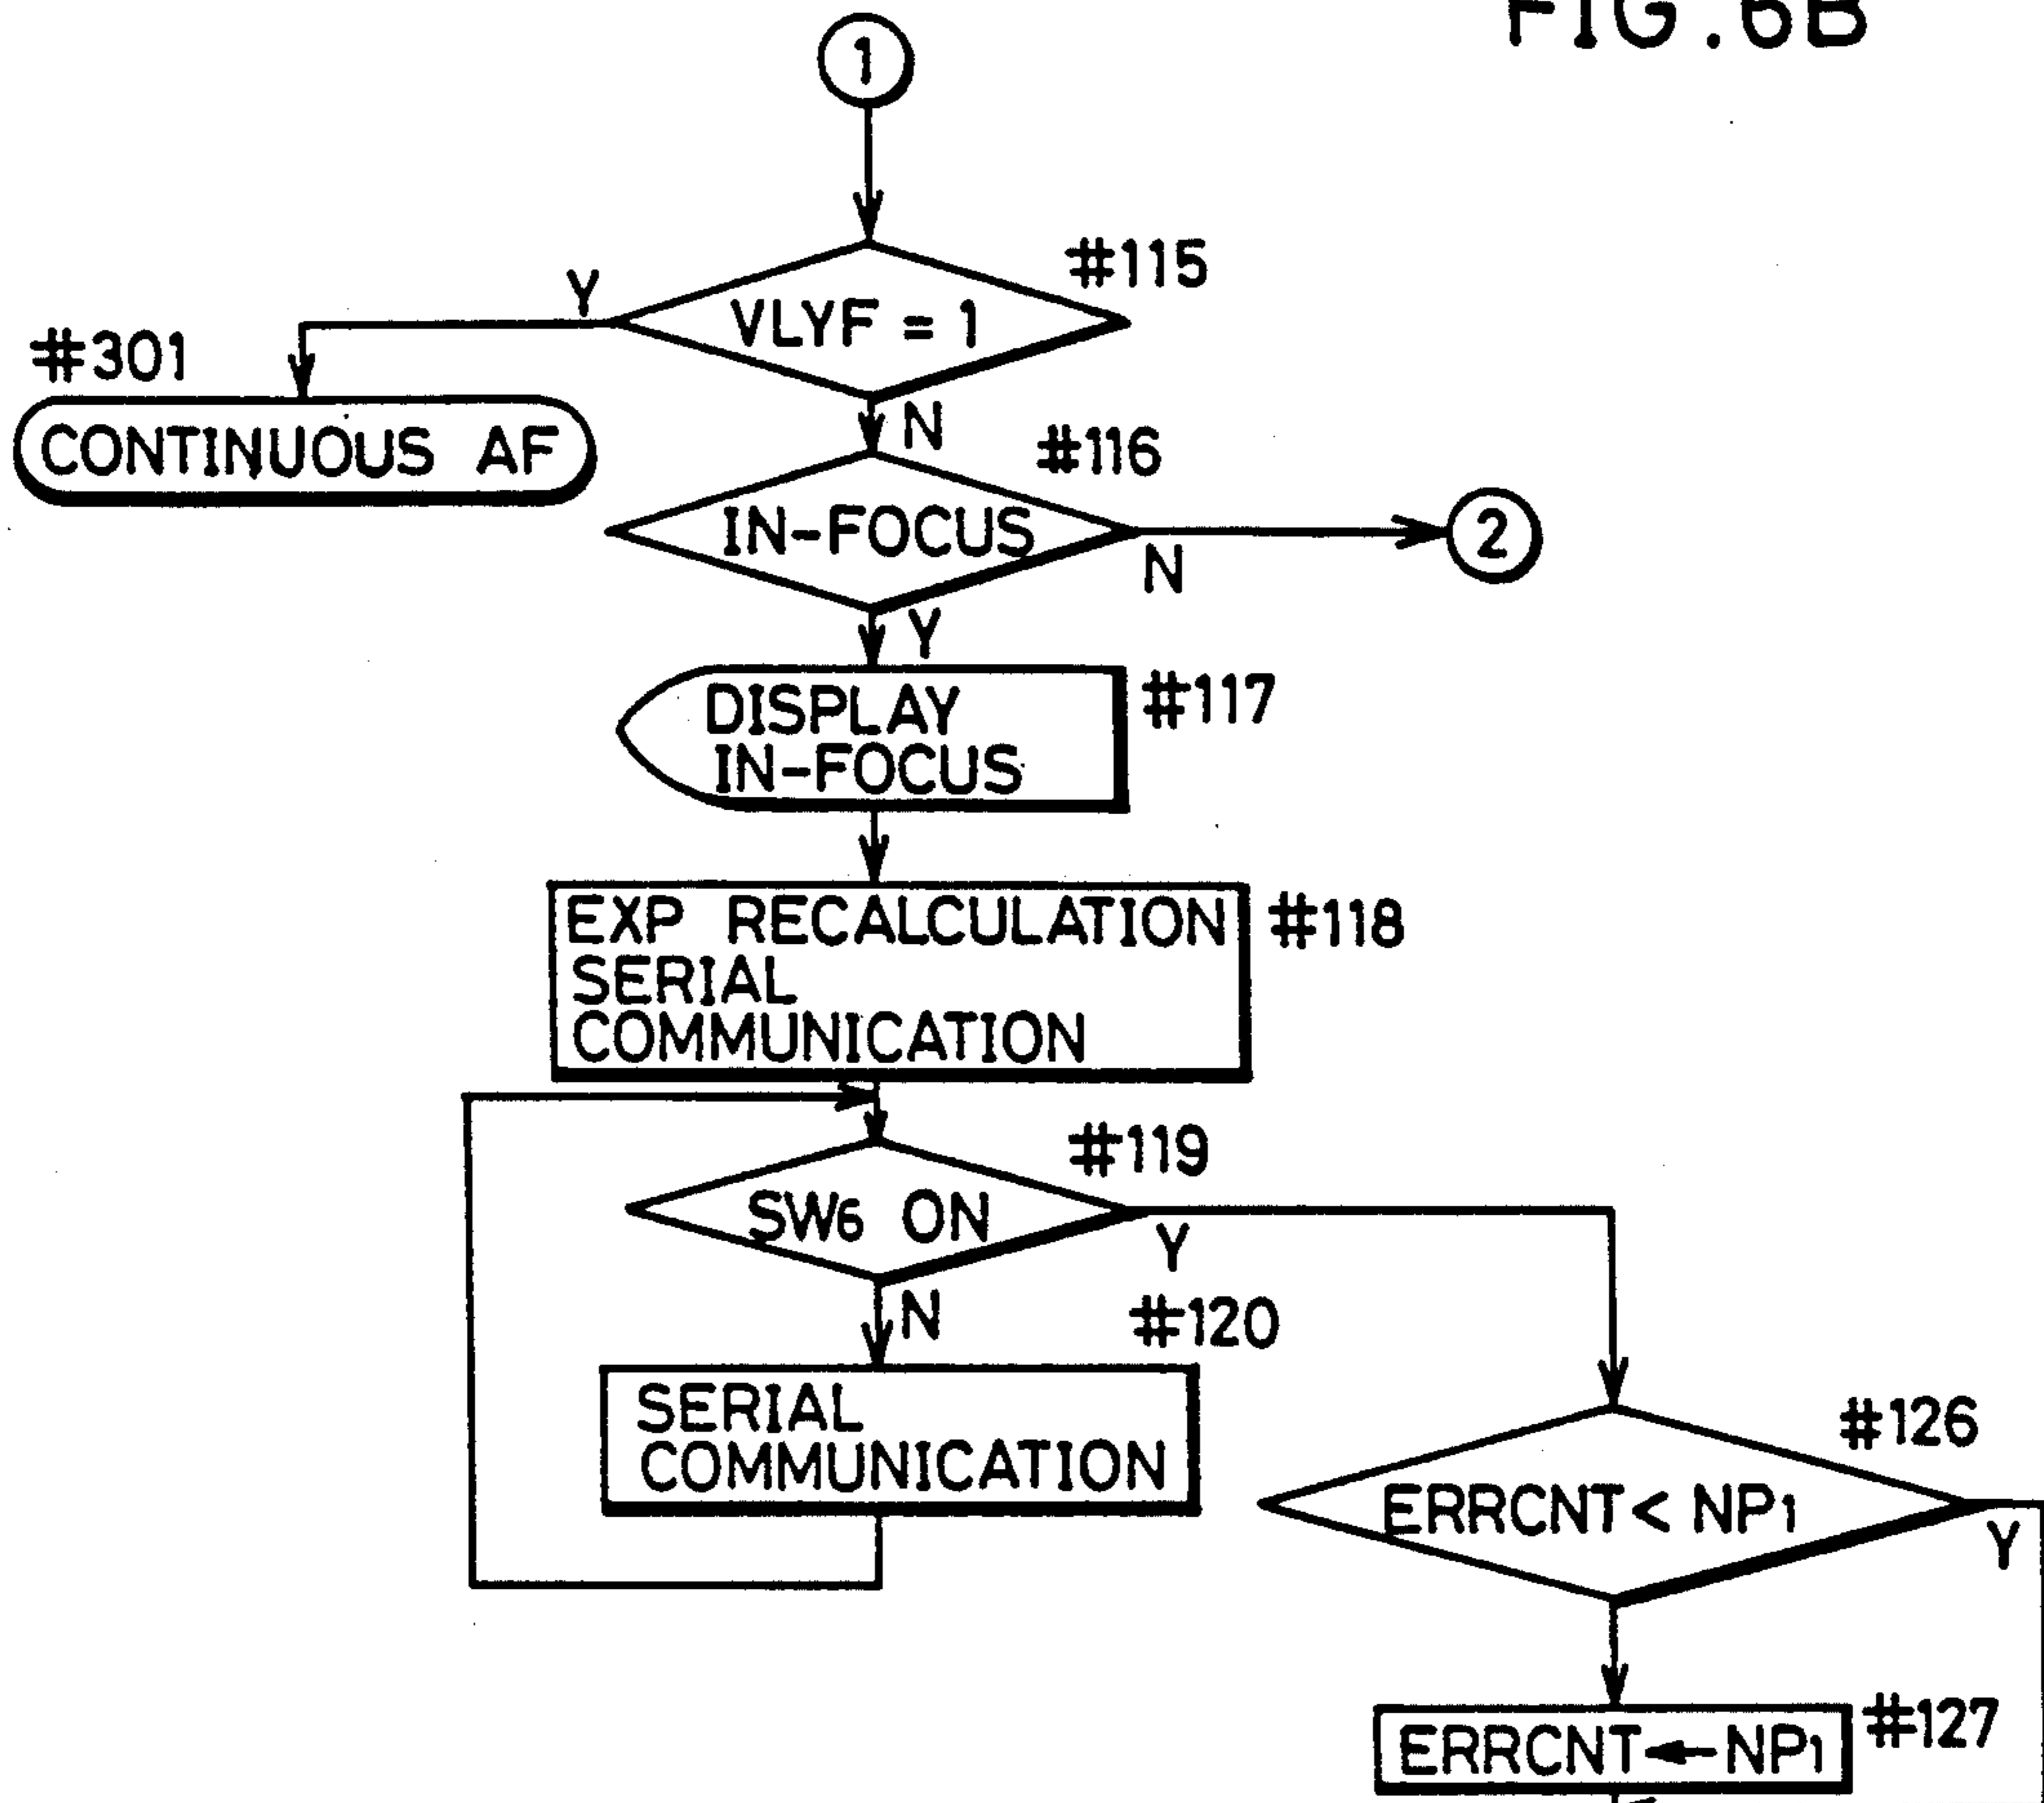 FIG.6B
1
#115
Y
VLYF = 1
#301
N
CONTINUOUS AF
#116
IN-FOCUS
2
N
Y
DISPLAY
IN-FOCUS
#117
EXP RECALCULATION
SERIAL
COMMUNICATION
#118
#119
SW6 ON
Y
N
#120
SERIAL
COMMUNICATION
#126
ERRCNT < NP1
Y
#127
ERRCNT←NP1